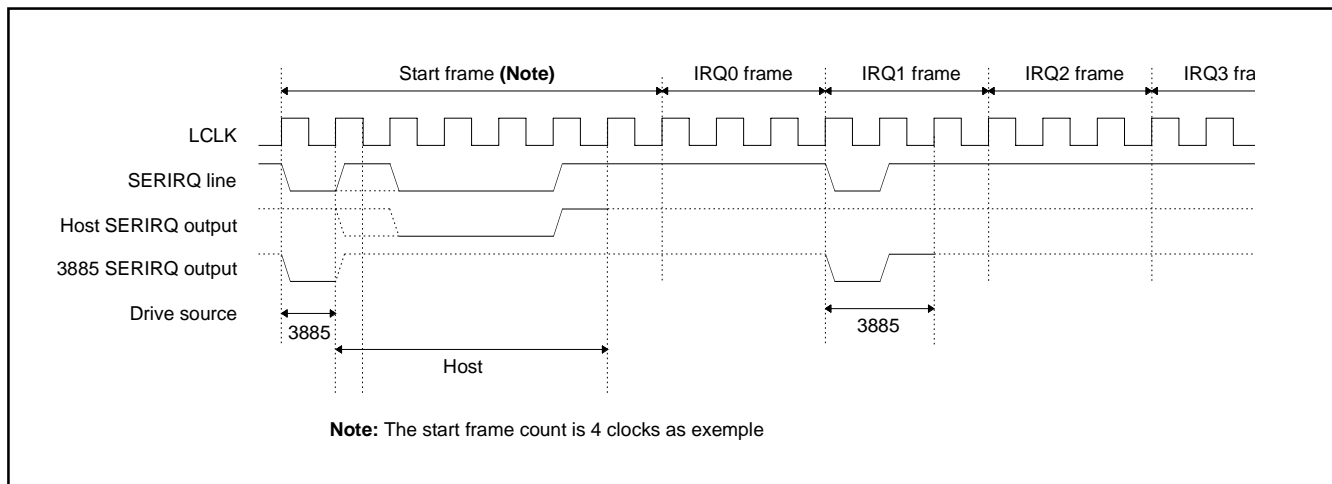 Start frame (Note)
IRQ0 frame
IRQ1 frame
IRQ2 frame
IRQ3 fra
LCLK
SERIRQ line
Host SERIRQ output
3885 SERIRQ output
Drive source
3885
3885
Host
Note: The start frame count is 4 clocks as exemple